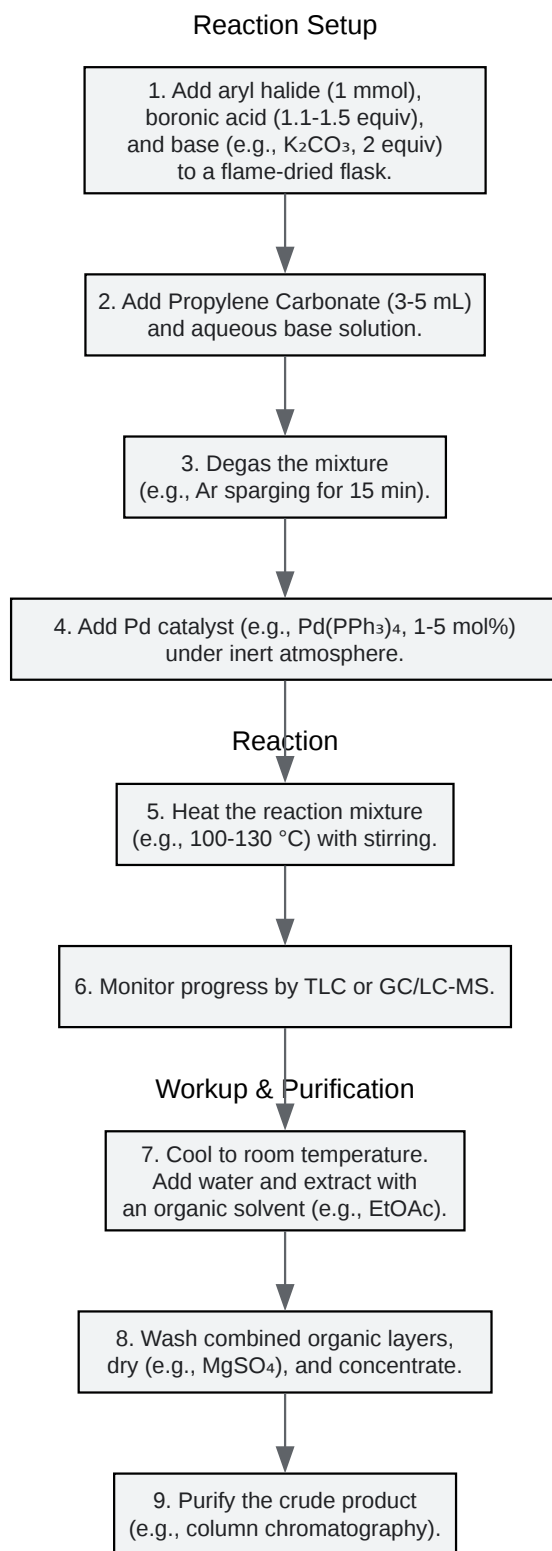 Reaction Setup
1. Add aryl halide (1 mmol),
boronic acid (1.1-1.5 equiv),
and base (e.g., K₂CO₃, 2 equiv)
to a flame-dried flask.
2. Add Propylene Carbonate (3-5 mL)
and aqueous base solution.
3. Degas the mixture
(e.g., Ar sparging for 15 min).
4. Add Pd catalyst (e.g., Pd(PPh₃)₄, 1-5 mol%)
under inert atmosphere.
Reaction
5. Heat the reaction mixture
(e.g., 100-130 °C) with stirring.
6. Monitor progress by TLC or GC/LC-MS.
Workup & Purification
7. Cool to room temperature.
Add water and extract with
an organic solvent (e.g., EtOAc).
8. Wash combined organic layers,
dry (e.g., MgSO₄), and concentrate.
9. Purify the crude product
(e.g., column chromatography).